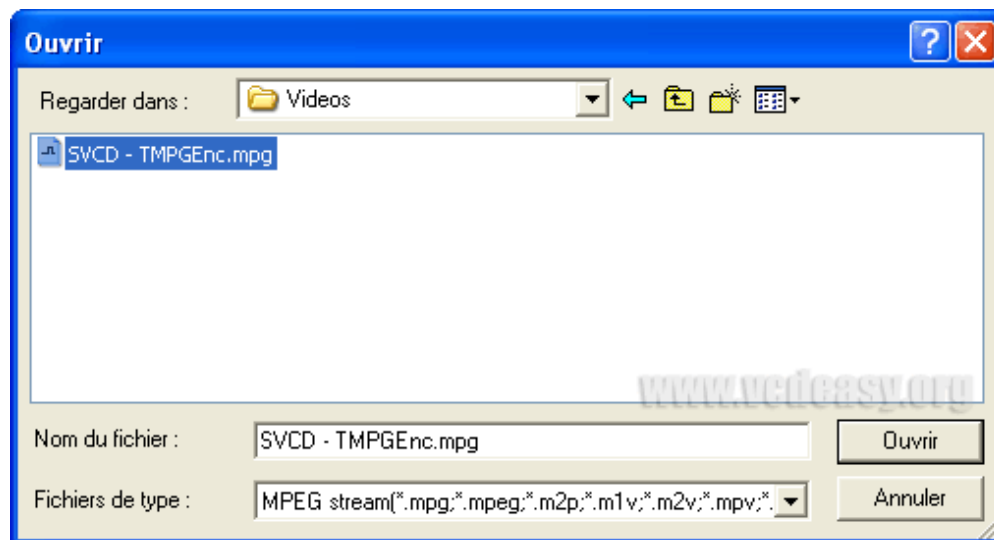 Ouvrir
Regarder dans :
Videos
SVCD - TMPGEnc.mpg
www.vcdeasy.org
Nom du fichier :
SVCD - TMPGEnc.mpg
Ouvrir
Fichiers de type :
MPEG stream(*.mpg;*.mpeg;*.m2p;*.m1v;*.m2v;*.mpv;*.
Annuler